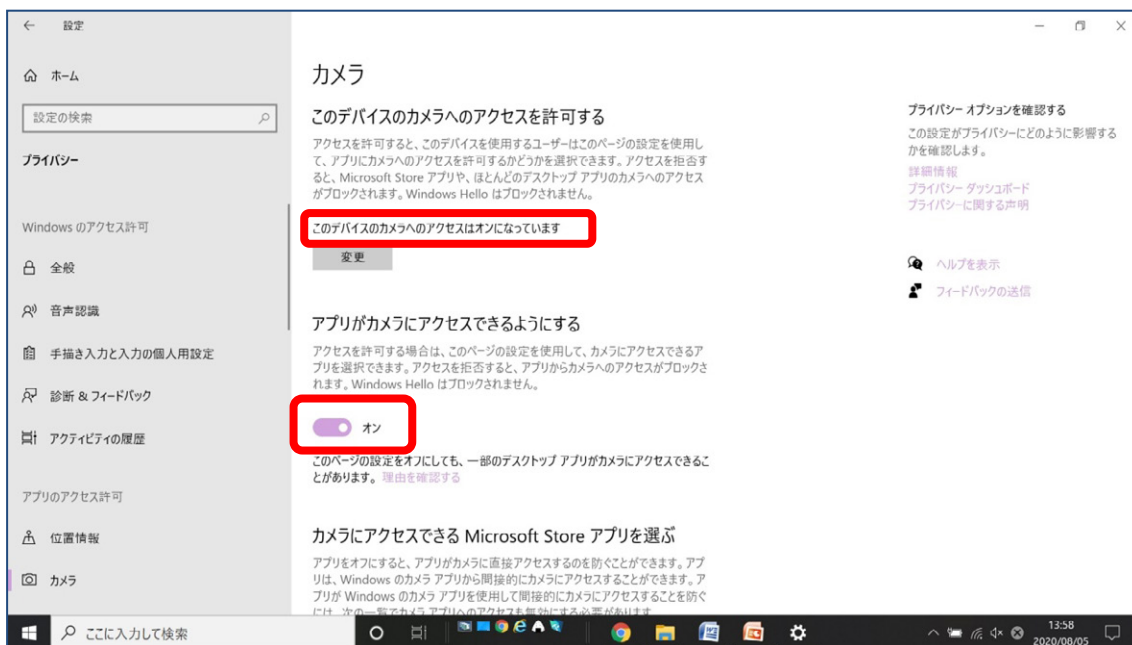 設定
ホーム
設定の検索
プライバシー
Windows のアクセス許可
全般
音声認識
手描き入力と入力の個人用設定
診断 & フィードバック
アクティビティの履歴
アプリのアクセス許可
位置情報
カメラ
カメラ
このデバイスのカメラへのアクセスを許可する
アクセスを許可すると、このデバイスを使用するユーザーはこのページの設定を使用し
て、アプリにカメラへのアクセスを許可するかどうかを選択できます。アクセスを拒否す
ると、Microsoft Store アプリや、ほとんどのデスクトップ アプリのカメラへのアクセス
がブロックされます。Windows Hello はブロックされません。
このデバイスのカメラへのアクセスはオンになっています
変更
アプリがカメラにアクセスできるようにする
アクセスを許可する場合は、このページの設定を使用して、カメラにアクセスできるア
プリを選択できます。アクセスを拒否すると、アプリからカメラへのアクセスがブロックさ
れます。Windows Hello はブロックされません。
オン
このページの設定をオフにしても、一部のデスクトップ アプリがカメラにアクセスできるこ
とがあります。理由を確認する
カメラにアクセスできる Microsoft Store アプリを選ぶ
アプリをオフにすると、アプリがカメラに直接アクセスするのを防ぐことができます。アプ
リは、Windows のカメラ アプリから間接的にカメラにアクセスすることができます。ア
プリが Windows のカメラ アプリを使用して間接的にカメラにアクセスすることを防ぐ
には、次の一覧でカメラ アプリへのアクセスも無効にする必要があります。
プライバシー オプションを確認する
この設定がプライバシーにどのように影響する
かを確認します。
詳細情報
プライバシー ダッシュボード
プライバシーに関する声明
ヘルプを表示
フィードバックの送信
ここに入力して検索
13:58
2020/08/05